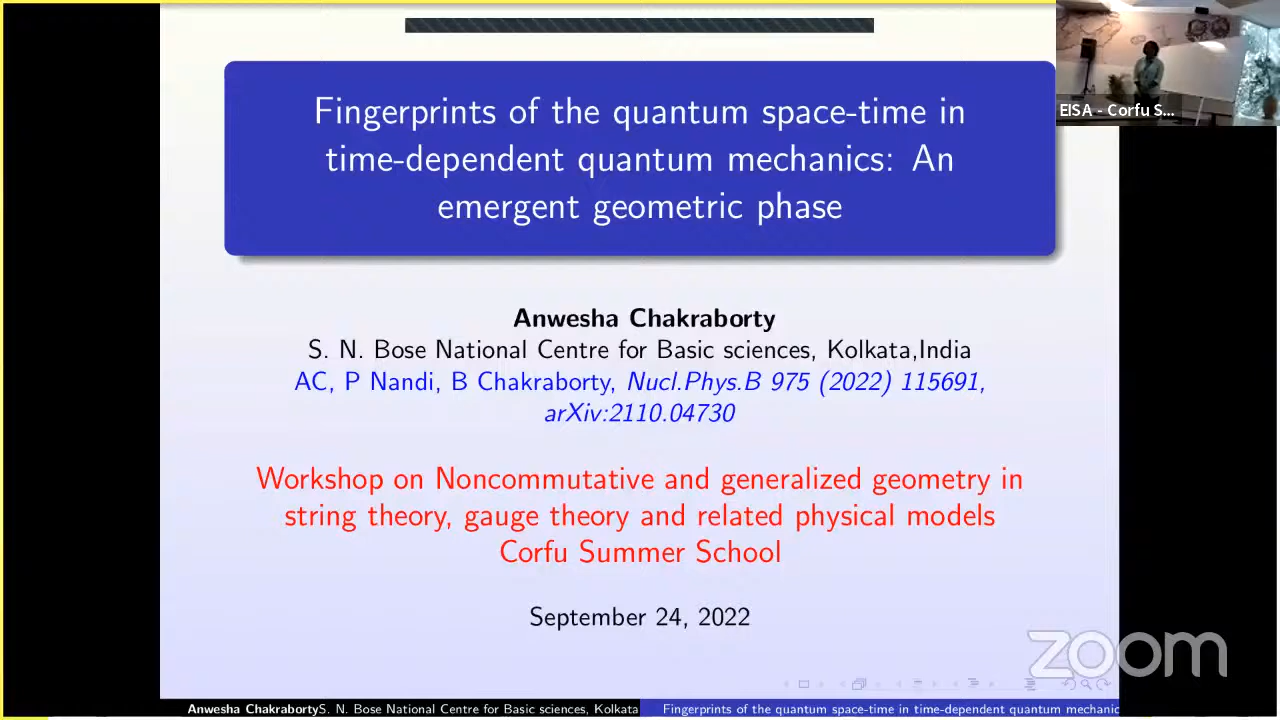 Fingerprints of the quantum space-time in
time-dependent quantum mechanics: An
emergent geometric phase
EISA - Corfu S...
Anwesha Chakraborty
S. N. Bose National Centre for Basic sciences, Kolkata,India
AC, P Nandi, B Chakraborty, Nucl.Phys.B 975 (2022) 115691,
arXiv:2110.04730
Workshop on Noncommutative and generalized geometry in
string theory, gauge theory and related physical models
Corfu Summer School
September 24, 2022
zoom
Anwesha ChakrabortyS. N. Bose National Centre for Basic sciences, Kolkata
Fingerprints of the quantum space-time in time-dependent quantum mechanic